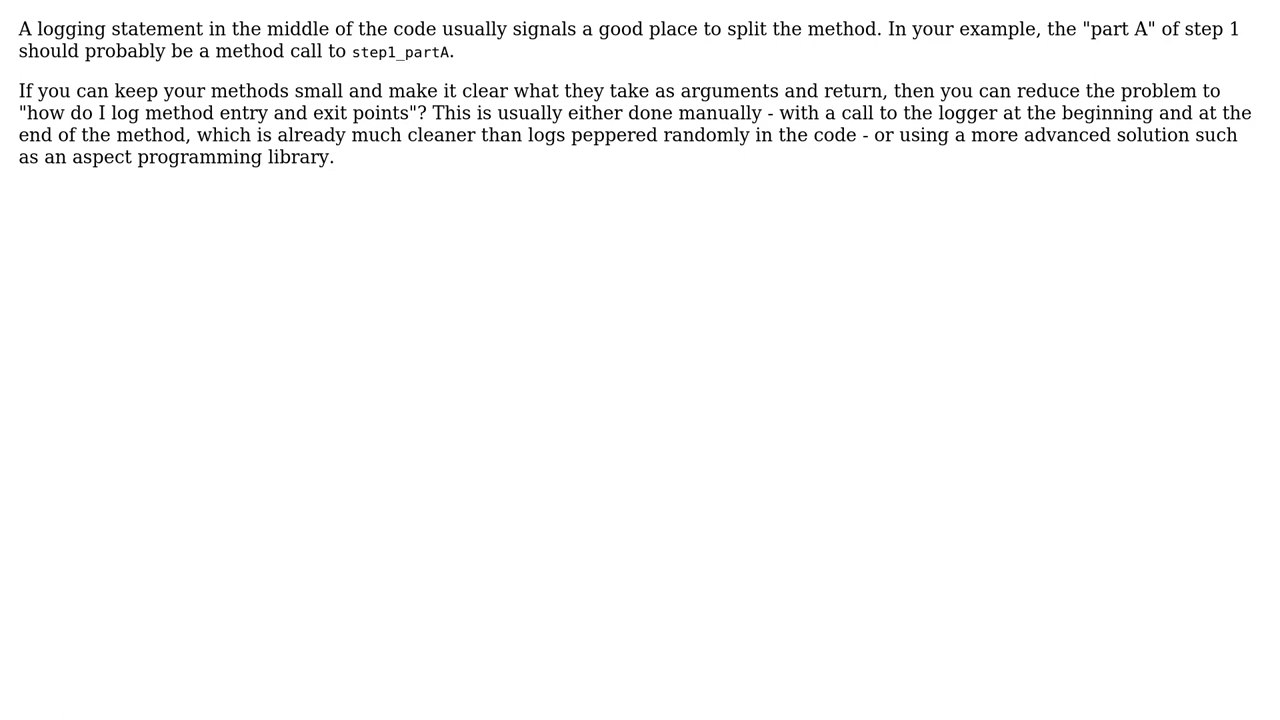 A logging statement in the middle of the code usually signals a good place to split the method. In your example, the "part A" of step 1
should probably be a method call to step1_partA.
If you can keep your methods small and make it clear what they take as arguments and return, then you can reduce the problem to
"how do I log method entry and exit points"? This is usually either done manually - with a call to the logger at the beginning and at the
end of the method, which is already much cleaner than logs peppered randomly in the code - or using a more advanced solution such
as an aspect programming library.